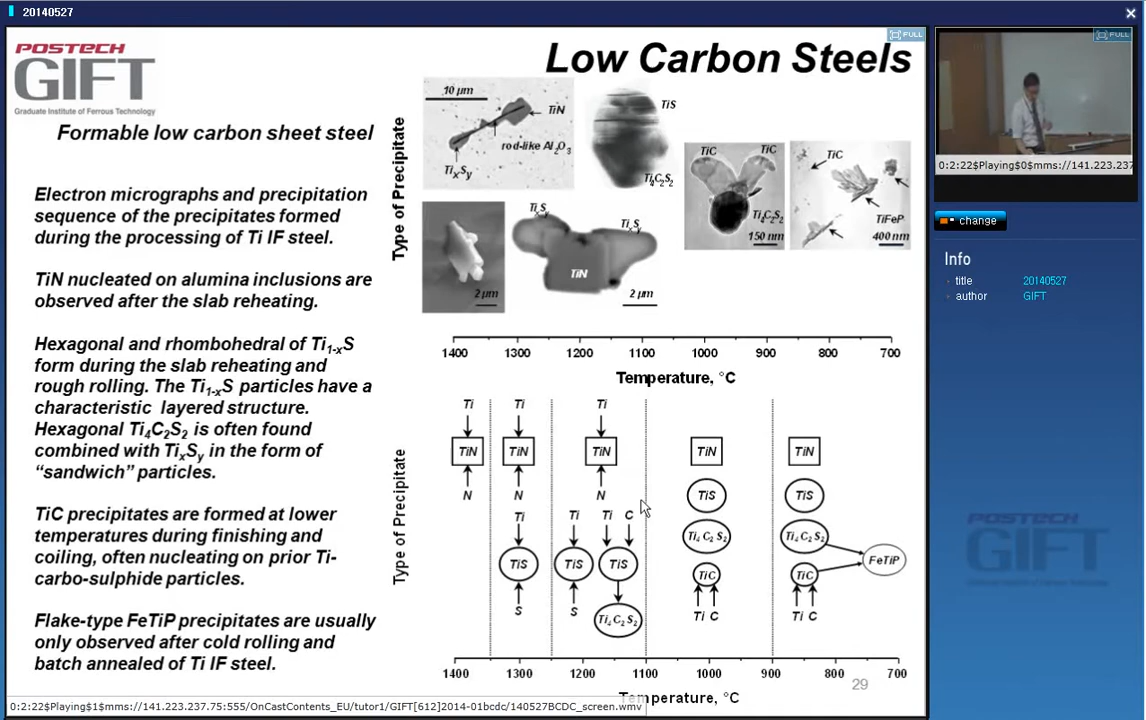 20140527
POSTECH
GIFT
Graduate Institute of Ferrous Technology
FULL
Low Carbon Steels
Formable low carbon sheet steel
Electron micrographs and precipitation
sequence of the precipitates formed
during the processing of Ti IF steel.
TiN nucleated on alumina inclusions are
observed after the slab reheating.
Hexagonal and rhombohedral of Ti1-xS
form during the slab reheating and
rough rolling. The Ti1-xS particles have a
characteristic layered structure.
Hexagonal Ti4C2S2 is often found
combined with TixSy in the form of
“sandwich” particles.
TiC precipitates are formed at lower
temperatures during finishing and
coiling, often nucleating on prior Ti-
carbo-sulphide particles.
Flake-type FeTiP precipitates are usually
only observed after cold rolling and
batch annealed of Ti IF steel.
Type of Precipitate
10 μm
TiN
rod-like Al2O3
TixSy
TiS
Ti4C2S2
TiC TiC
Ti4C2S2
150 nm
TiC
TiFeP
400 nm
2 μm
TixSy
TixSy
TiN
2 μm
1400 1300 1200 1100 1000 900 800 700
Temperature, °C
Type of Precipitate
Ti Ti Ti
TiN TiN TiN TiN TiN
N N N
TiS TiS
Ti Ti Ti C
Ti4C2S2 Ti4C2S2
TiS TiS TiS
FeTiP
TiC TiC
S S
Ti4C2S2
Ti C Ti C
1400 1300 1200 1100 1000 900 800 700
29
Temperature, °C
0:2:22$Playing$1$mms://141.223.237.75:555/OnCastContents_EU/tutor1/GIFT[612]2014-01bcdc/140527BCDC_screen.wmv
FULL
0:2:22$Playing$0$mms://141.223.237
change
Info
title 20140527
author GIFT
POSTECH
GIFT